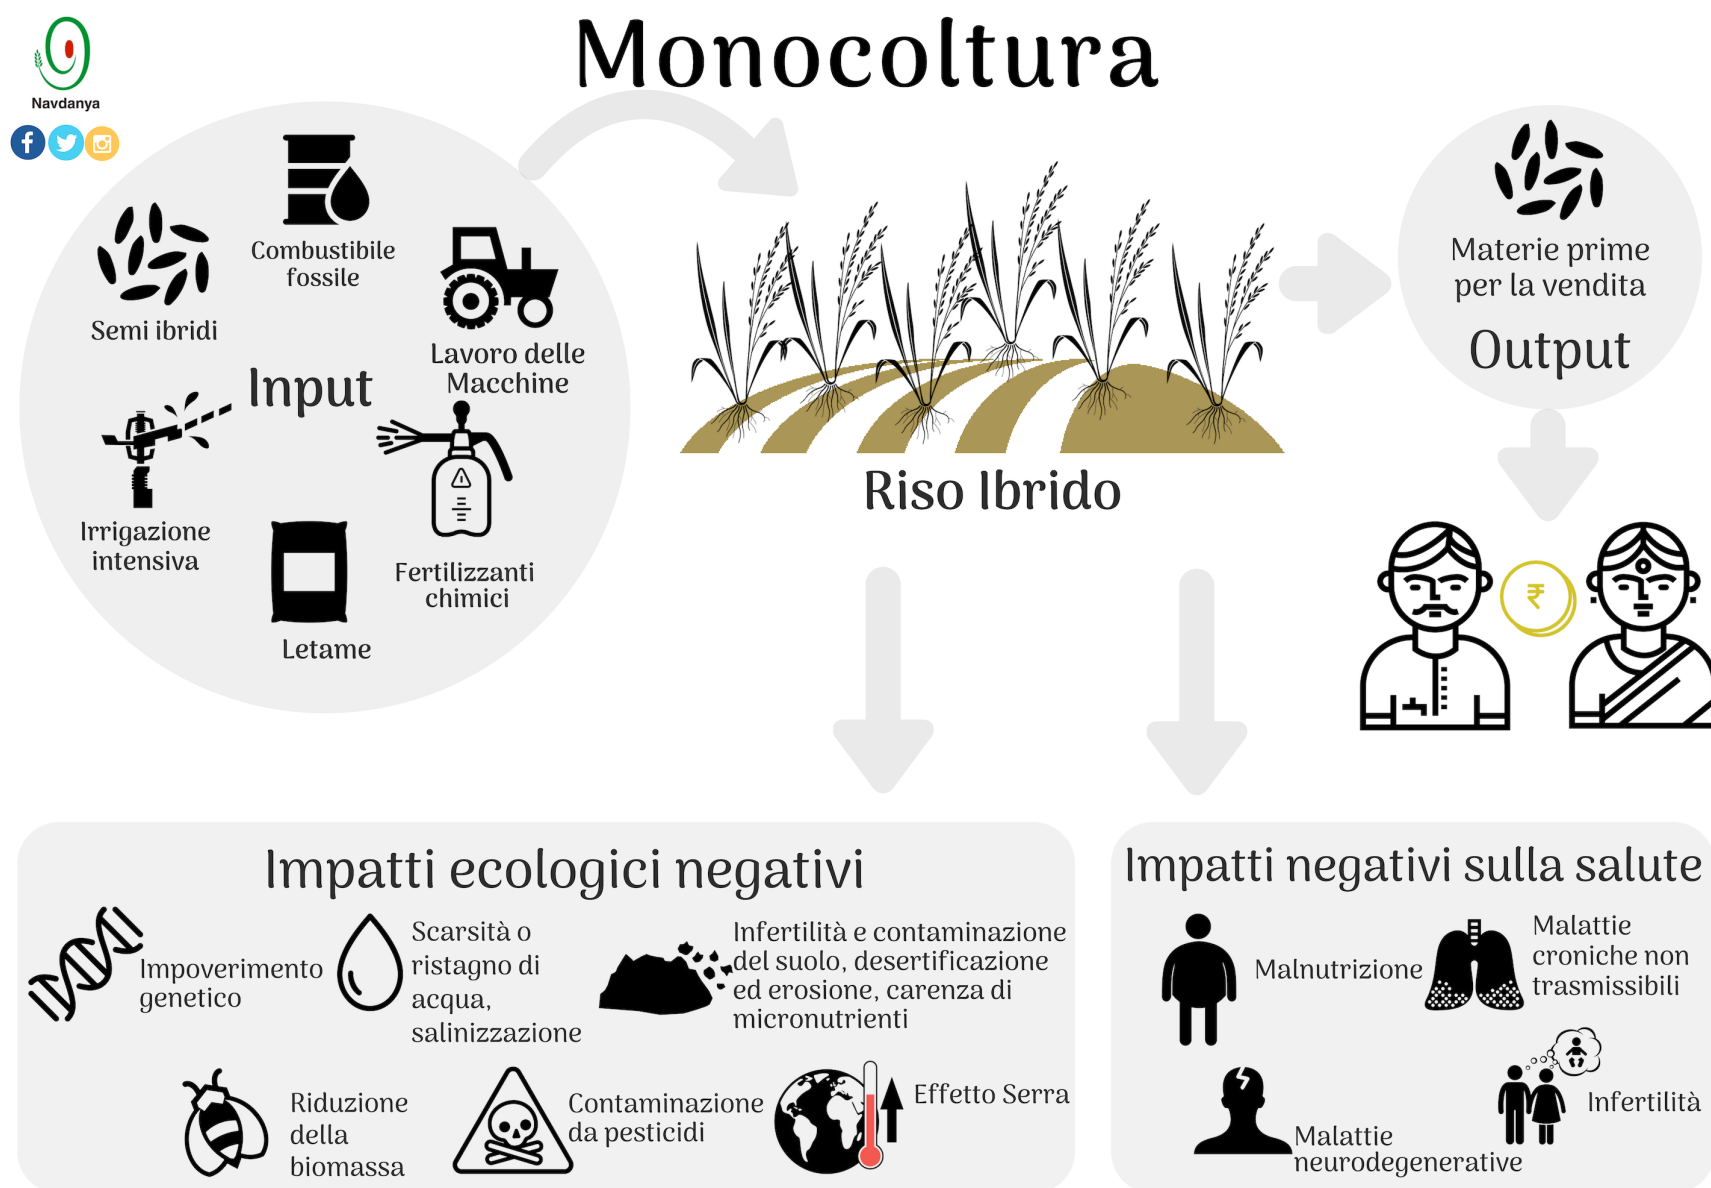 Monocoltura
Navdanya
Combustibile
fossile
Semi ibridi
Lavoro delle
Macchine
Input
Irrigazione
intensiva
Fertilizzanti
chimici
Letame
Riso Ibrido
Materie prime
per la vendita
Output
₹
Impatti ecologici negativi
Impoverimento
genetico
Scarsità o
ristagno di
acqua,
salinizzazione
Infertilità e contaminazione
del suolo, desertificazione
ed erosione, carenza di
micronutrienti
Riduzione
della
biomassa
Contaminazione
da pesticidi
Effetto Serra
Impatti negativi sulla salute
Malnutrizione
Malattie
croniche non
trasmissibili
Malattie
neurodegenerative
Infertilità